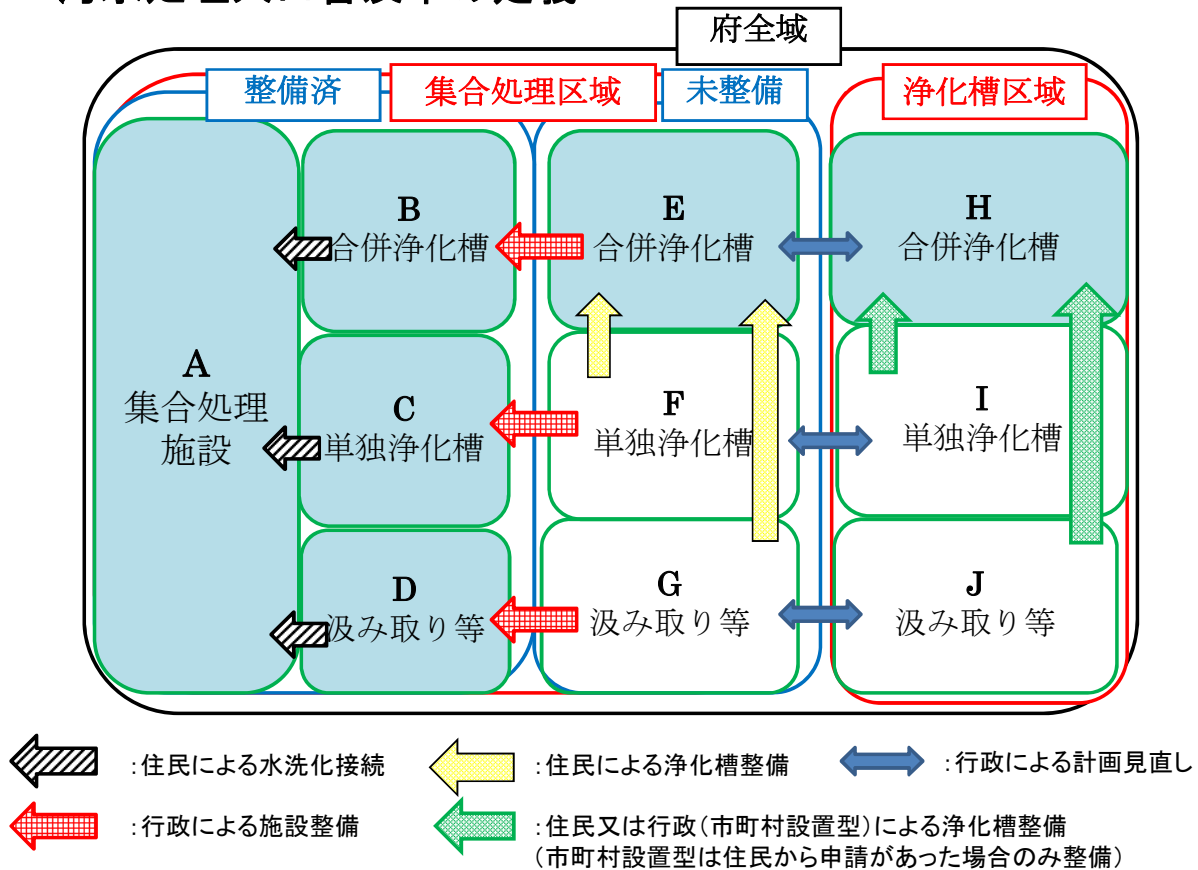 府全域
整備済
集合処理区域
未整備
浄化槽区域
A
集合処理
施設
B
合併浄化槽
C
単独浄化槽
D
汲み取り等
E
合併浄化槽
F
単独浄化槽
G
汲み取り等
H
合併浄化槽
I
単独浄化槽
J
汲み取り等
:住民による水洗化接続
:住民による浄化槽整備
:行政による計画見直し
:行政による施設整備
:住民又は行政(市町村設置型)による浄化槽整備
(市町村設置型は住民から申請があった場合のみ整備)